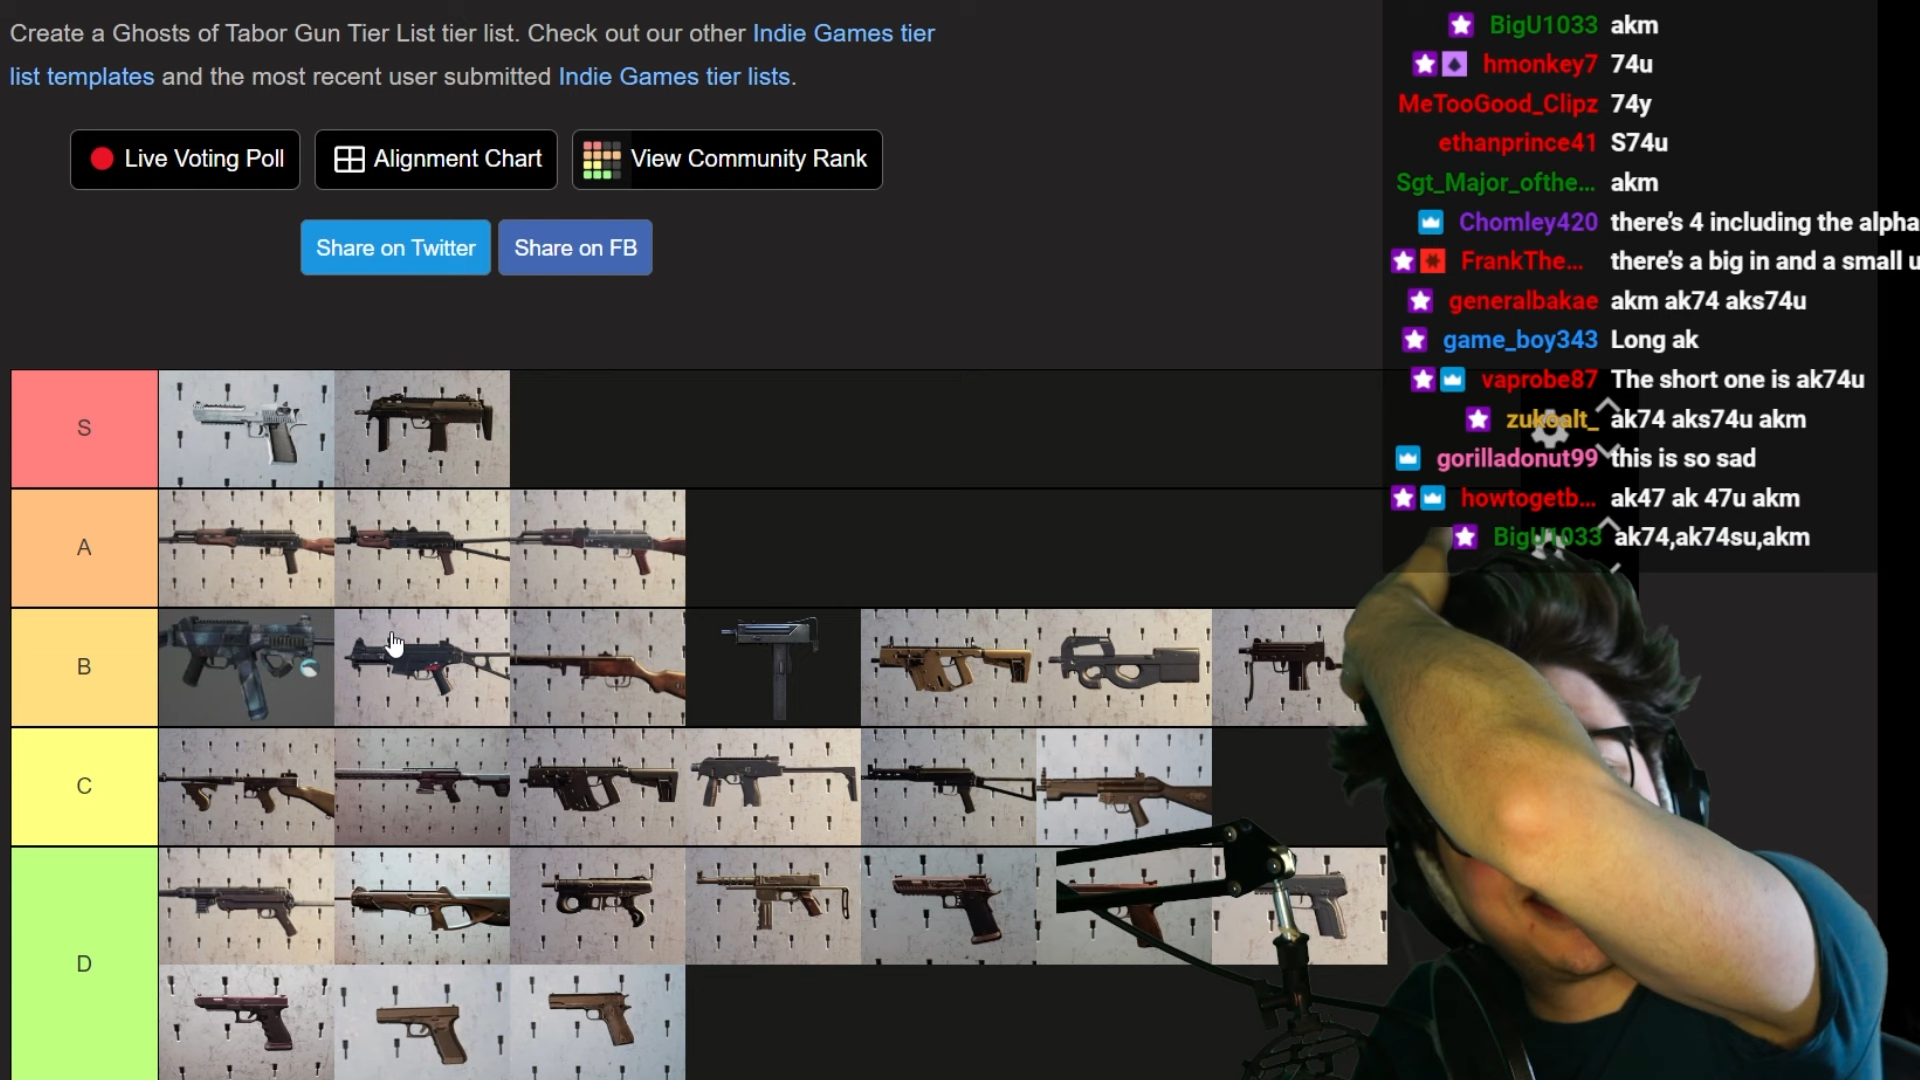 Create a Ghosts of Tabor Gun Tier List tier list. Check out our other Indie Games tier
list templates and the most recent user submitted Indie Games tier lists.
Live Voting Poll
Alignment Chart
View Community Rank
Share on Twitter
Share on FB
S
A
B
C
D
BigU1033 akm
hmonkey7 74u
MeTooGood_Clipz 74y
ethanprince41 S74u
Sgt_Major_ofthe... akm
Chomley420 there's 4 including the alpha
FrankThe... there's a big in and a small u
generalbakae akm ak74 aks74u
game_boy343 Long ak
vaprobe87 The short one is ak74u
zukoalt_ ak74 aks74u akm
gorilladonut99 this is so sad
howtogetb... ak47 ak 47u akm
BigU1033 ak74,ak74su,akm